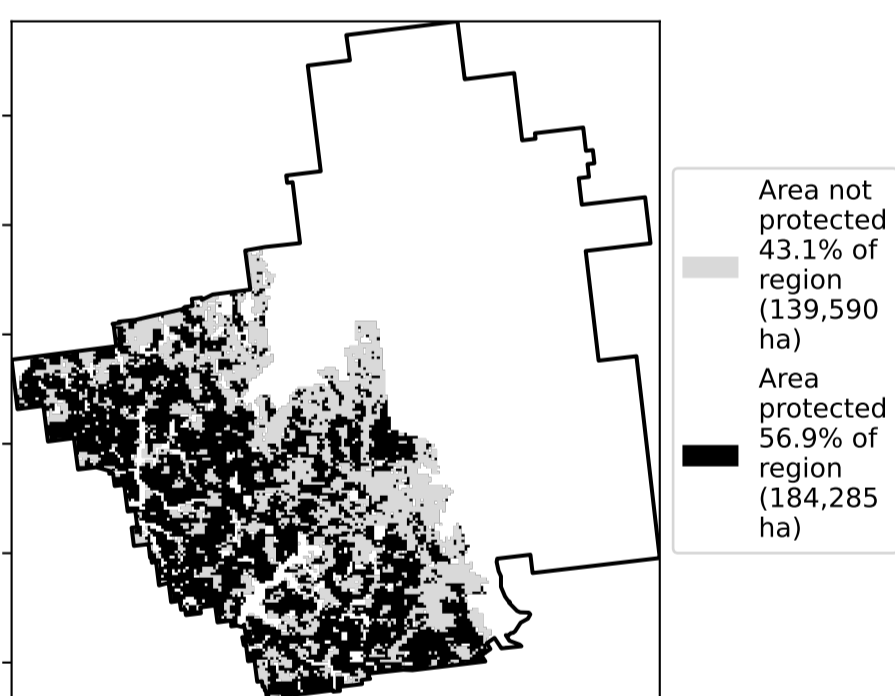 Area not
protected
43.1% of
region
(139,590
ha)
Area
protected
56.9% of
region
(184,285
ha)